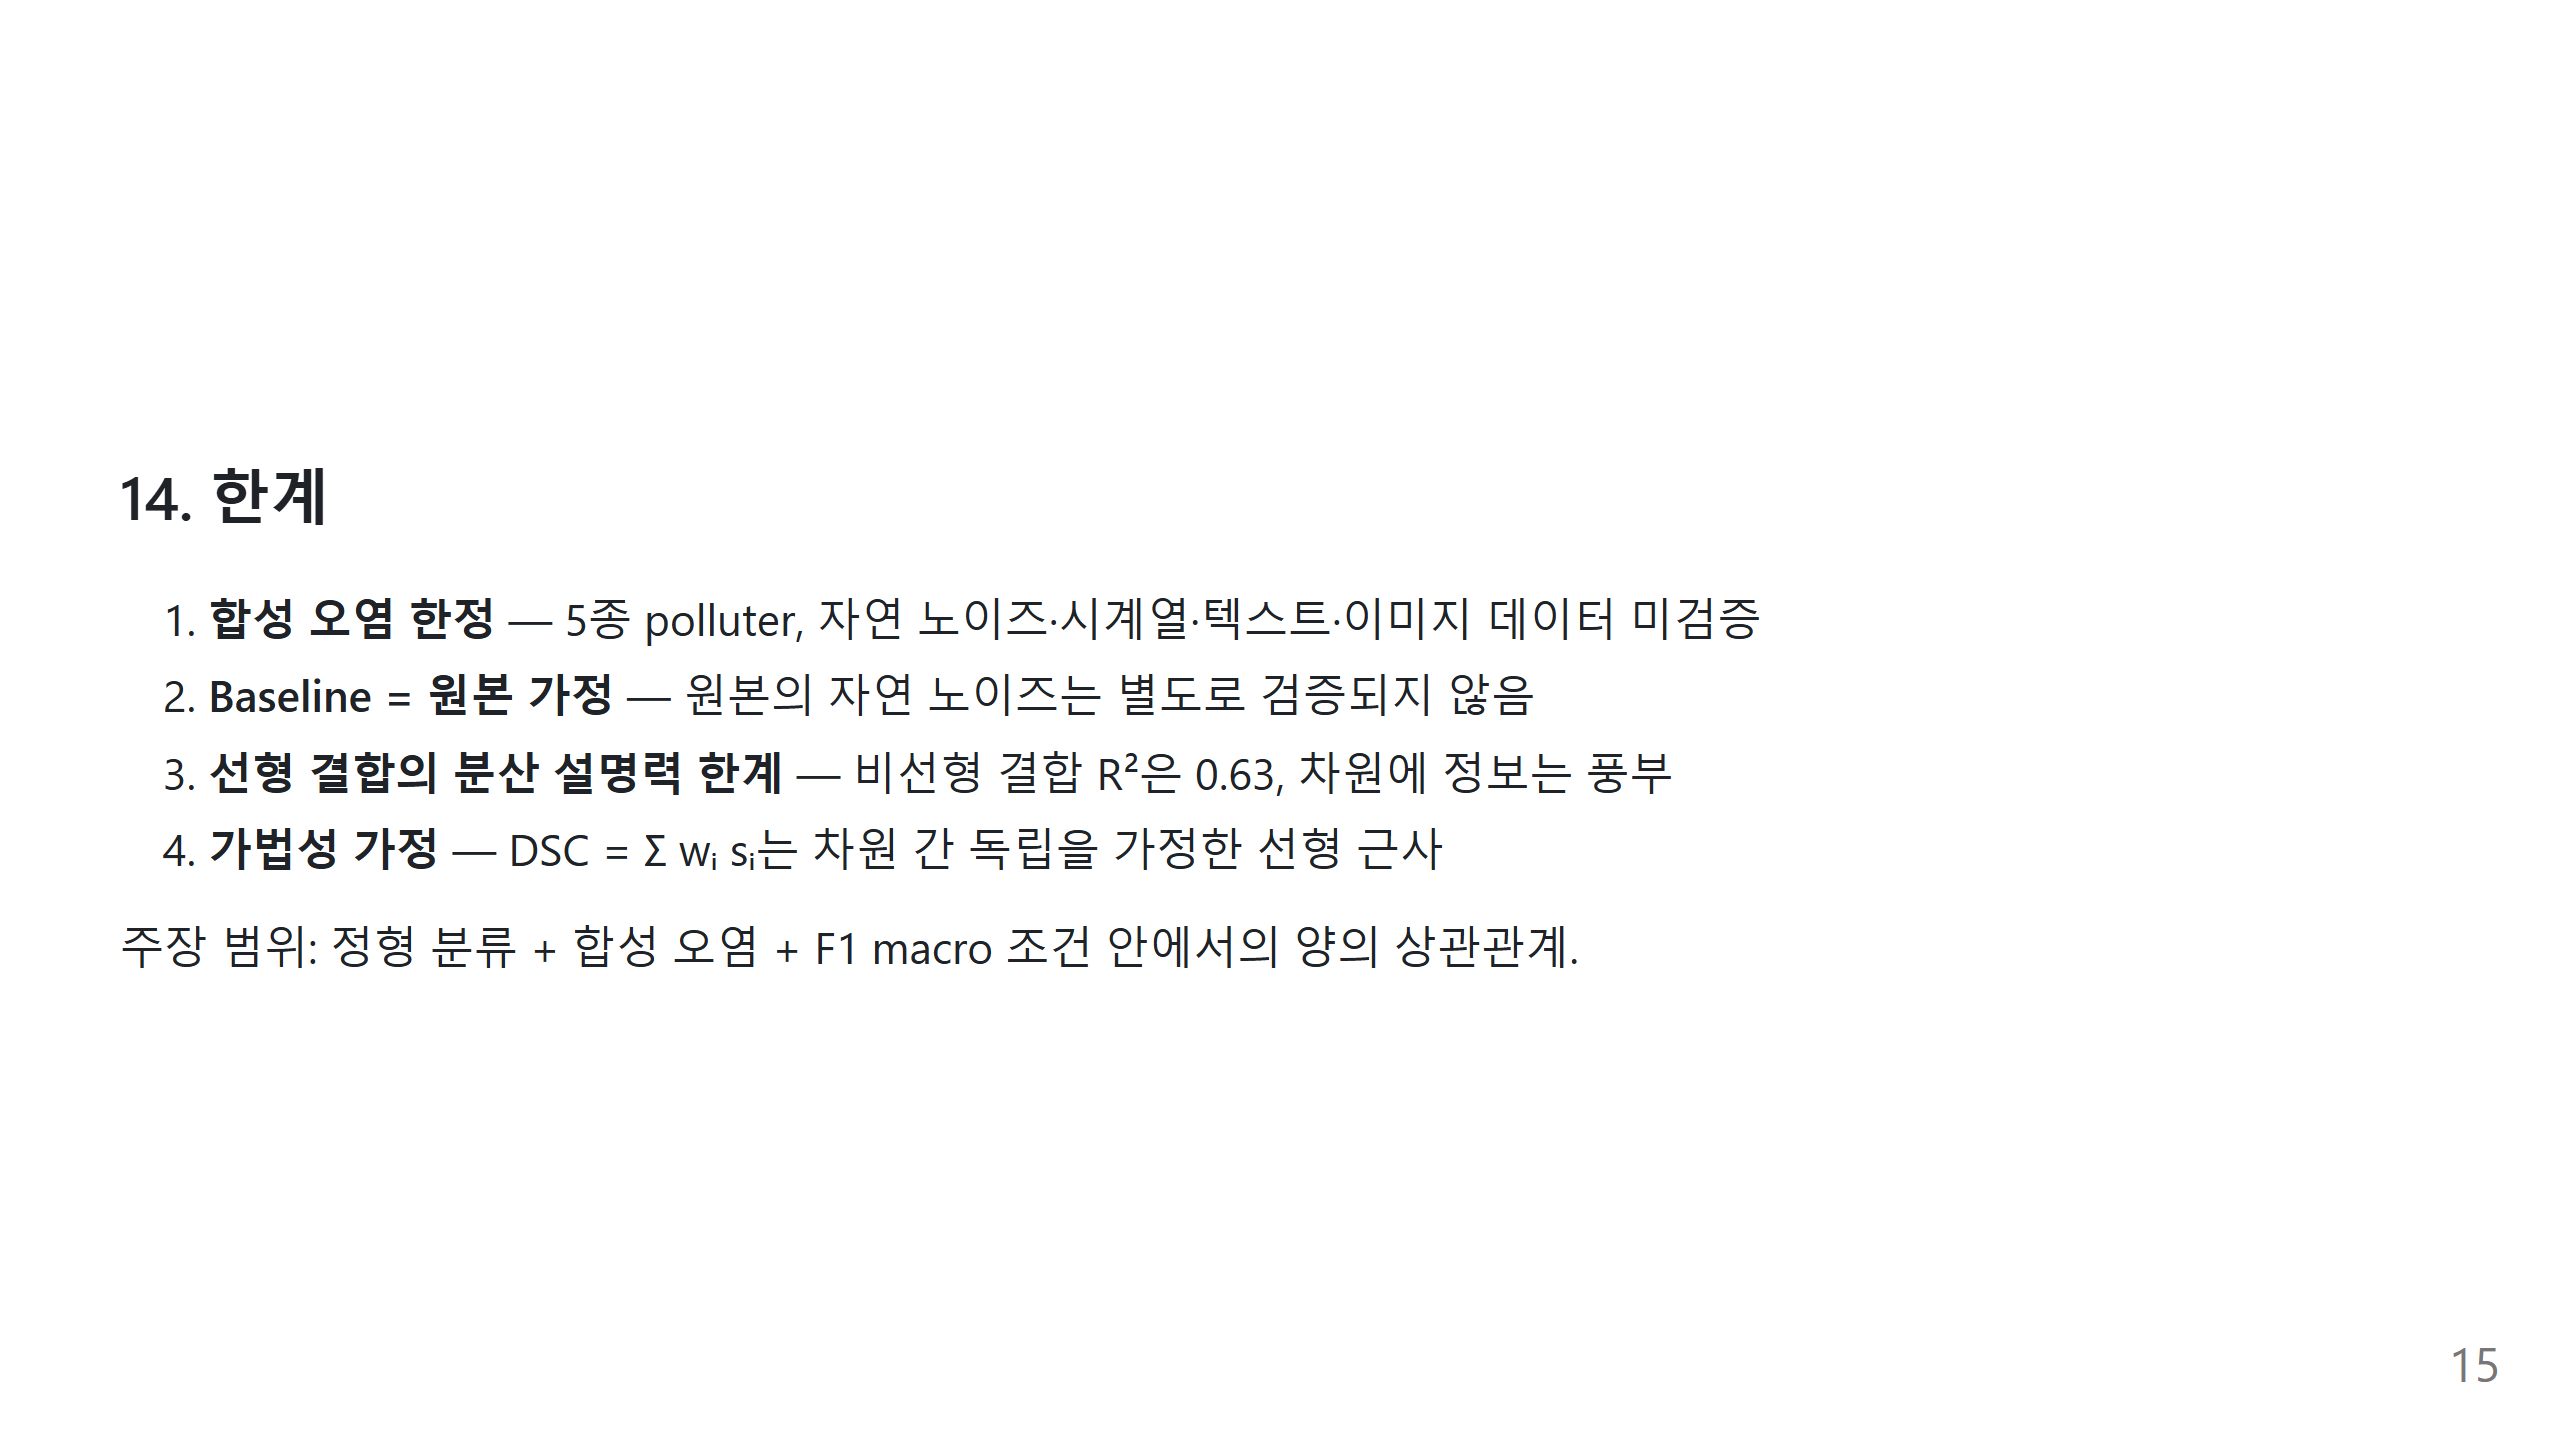 14. 한계
1. 합성 오염 한정 — 5종 polluter, 자연 노이즈·시계열·텍스트·이미지 데이터 미검증
2. Baseline = 원본 가정 — 원본의 자연 노이즈는 별도로 검증되지 않음
3. 선형 결합의 분산 설명력 한계 — 비선형 결합 R²은 0.63, 차원에 정보는 풍부
4. 가법성 가정 — DSC = Σ wᵢ sᵢ는 차원 간 독립을 가정한 선형 근사
주장 범위: 정형 분류 + 합성 오염 + F1 macro 조건 안에서의 양의 상관관계.
15